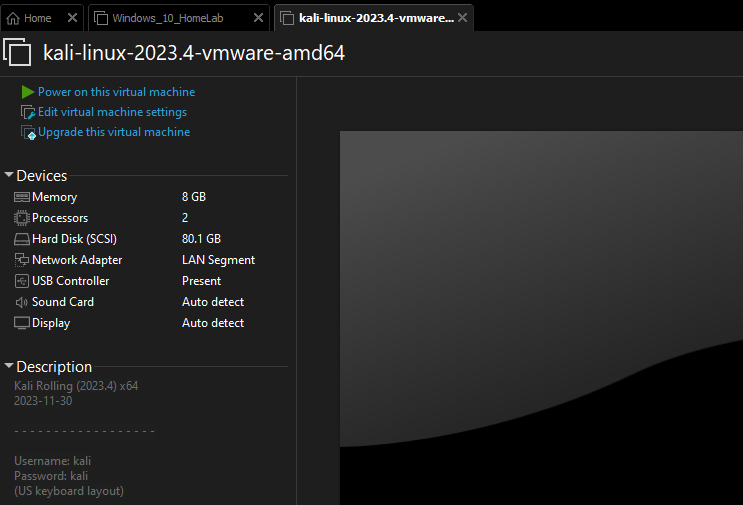 Home
Windows_10_HomeLab
kali-linux-2023.4-vmware...
kali-linux-2023.4-vmware-amd64
Power on this virtual machine
Edit virtual machine settings
Upgrade this virtual machine
Devices
Memory 8 GB
Processors 2
Hard Disk (SCSI) 80.1 GB
Network Adapter LAN Segment
USB Controller Present
Sound Card Auto detect
Display Auto detect
Description
Kali Rolling (2023.4) x64
2023-11-30
- - - - - - - - - - - - - - - - - -
Username: kali
Password: kali
(US keyboard layout)